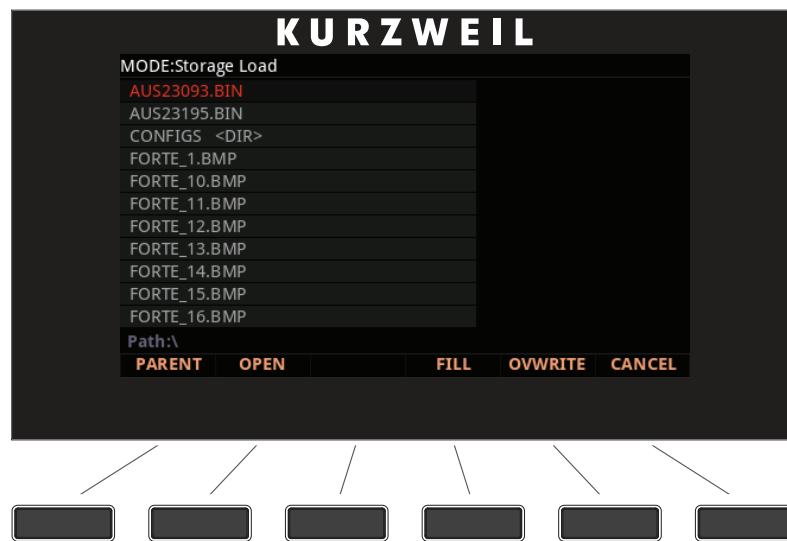 KURZWEIL
MODE:Storage Load
AUS23093.BIN
AUS23195.BIN
CONFIGS <DIR>
FORTE_1.BMP
FORTE_10.BMP
FORTE_11.BMP
FORTE_12.BMP
FORTE_13.BMP
FORTE_14.BMP
FORTE_15.BMP
FORTE_16.BMP
Path:\
PARENT OPEN FILL OVWRITE CANCEL